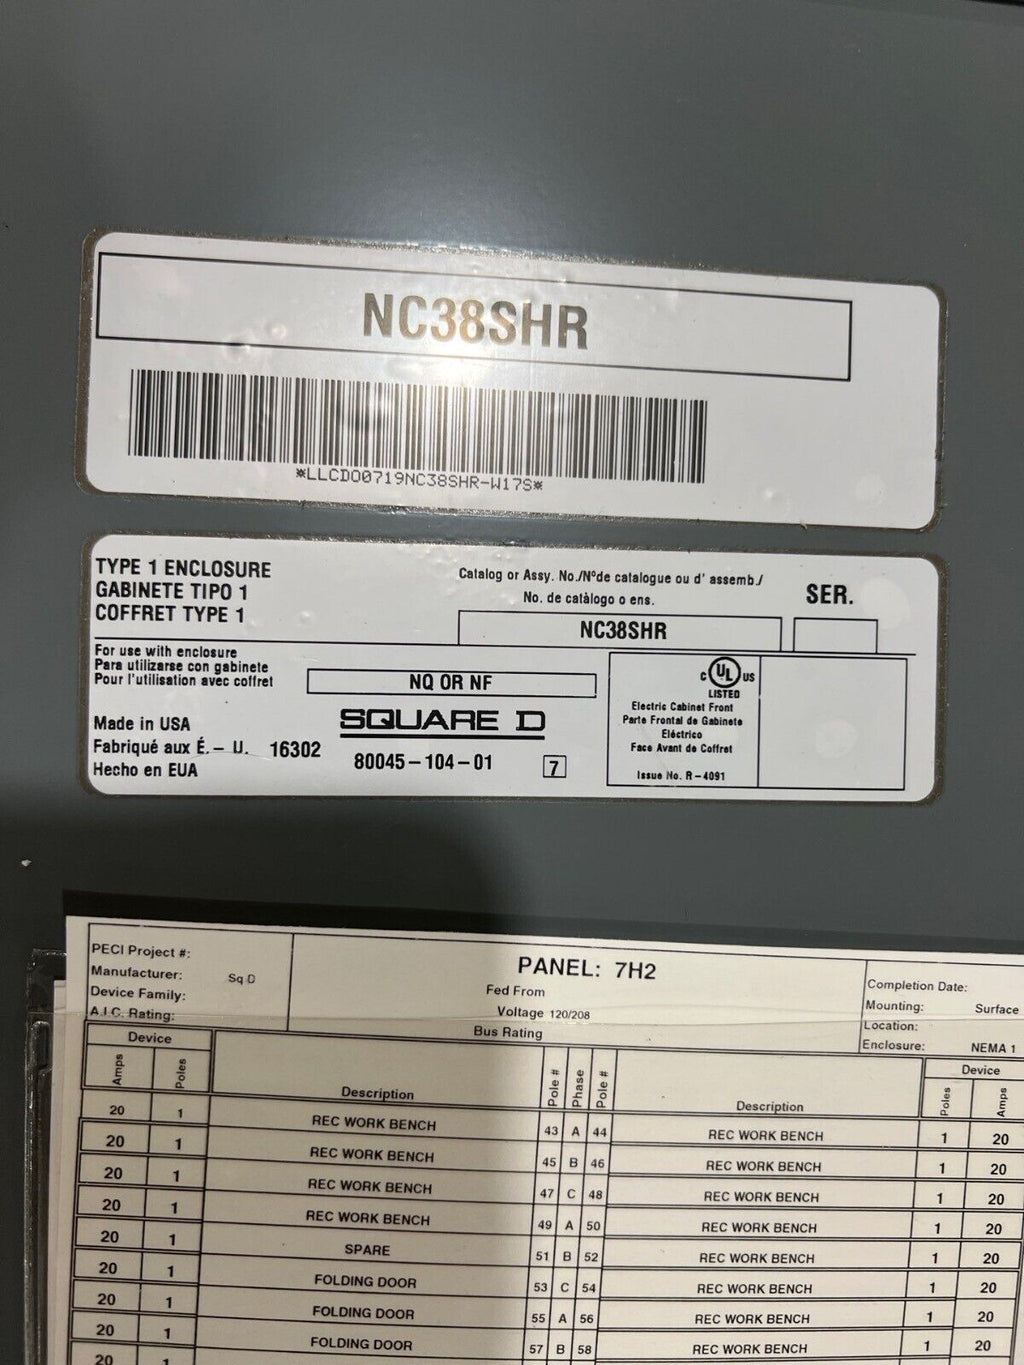 NC38SHR
*LLCDO0719NC38SHR-W17S*
TYPE 1 ENCLOSURE
GABINETE TIPO 1
COFFRET TYPE 1
Catalog or Assy. No./Nºde catalogue ou d' assemb./
No. de catàlogo o ens.
SER.
NC38SHR
For use with enclosure
Para utilizarse con gabinete
Pour l'utilisation avec coffret
NQ OR NF
Made in USA
Fabriqué aux É.– U. 16302
Hecho en EUA
SQUARE D
80045-104-01
7
C UL US
LISTED
Electric Cabinet Front
Parte Frontal de Gabinete
Eléctrico
Face Avant de Coffret
Issue No. R-4091
PECI Project #:
Manufacturer: Sq D
Device Family:
A.I.C. Rating:
PANEL: 7H2
Fed From
Voltage 120/208
Bus Rating
Completion Date:
Mounting: Surface
Location:
Enclosure: NEMA 1
Device Device
Amps Poles Description Pole # Phase Pole # Description Poles Amps
20 1 REC WORK BENCH 43 A 44 REC WORK BENCH 1 20
20 1 REC WORK BENCH 45 B 46 REC WORK BENCH 1 20
20 1 REC WORK BENCH 47 C 48 REC WORK BENCH 1 20
20 1 REC WORK BENCH 49 A 50 REC WORK BENCH 1 20
20 1 SPARE 51 B 52 REC WORK BENCH 1 20
20 1 FOLDING DOOR 53 C 54 REC WORK BENCH 1 20
20 1 FOLDING DOOR 55 A 56 REC WORK BENCH 1 20
20 1 FOLDING DOOR 57 B 58 REC WORK BENCH 1 20
20